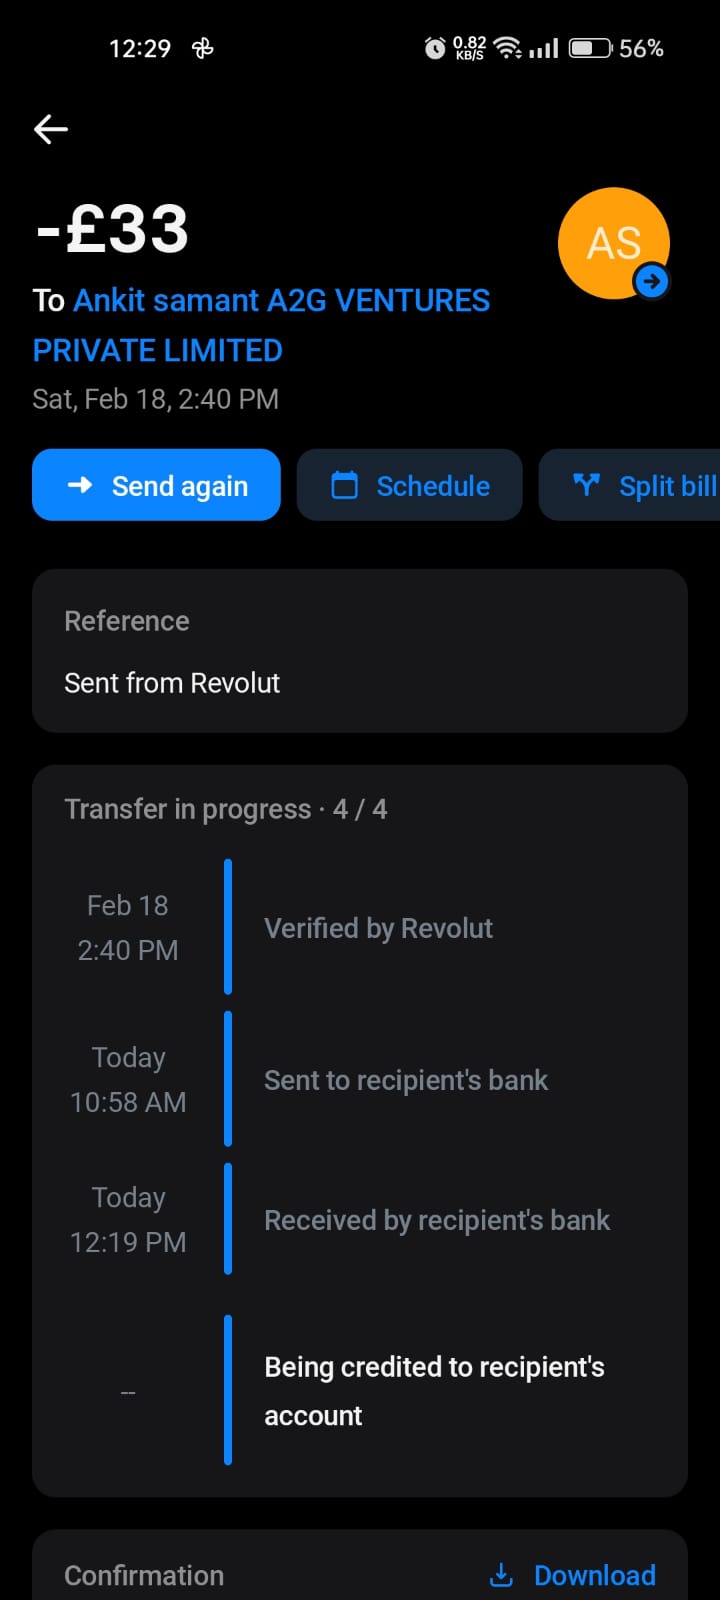 12:29 0.82 KB/S 56%
-£33
AS
To Ankit samant A2G VENTURES
PRIVATE LIMITED
Sat, Feb 18, 2:40 PM
Send again Schedule Split bill
Reference
Sent from Revolut
Transfer in progress · 4 / 4
Feb 18
2:40 PM
Verified by Revolut
Today
10:58 AM
Sent to recipient's bank
Today
12:19 PM
Received by recipient's bank
–
Being credited to recipient's
account
Confirmation Download